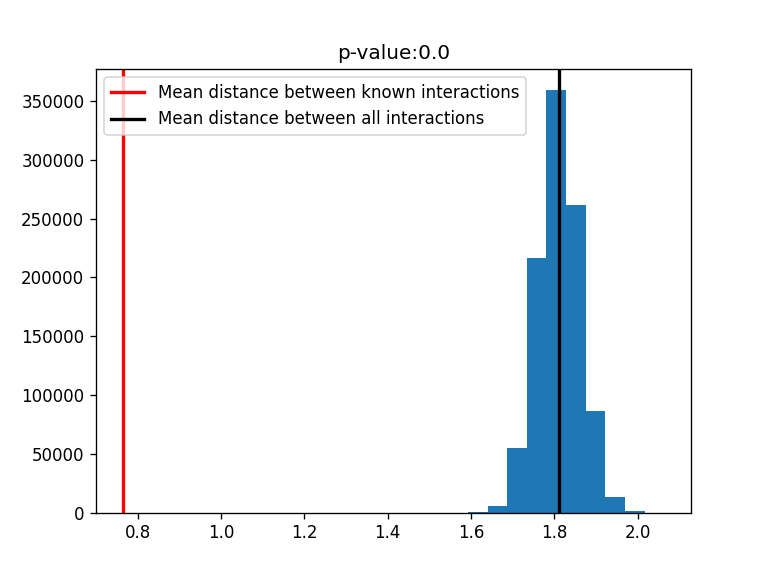 p-value:0.0
Mean distance between known interactions
Mean distance between all interactions
350000
300000
250000
200000
150000
100000
50000
0
0.8 1.0 1.2 1.4 1.6 1.8 2.0